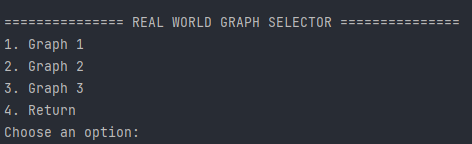 =============== REAL WORLD GRAPH SELECTOR ===============
1. Graph 1
2. Graph 2
3. Graph 3
4. Return
Choose an option: